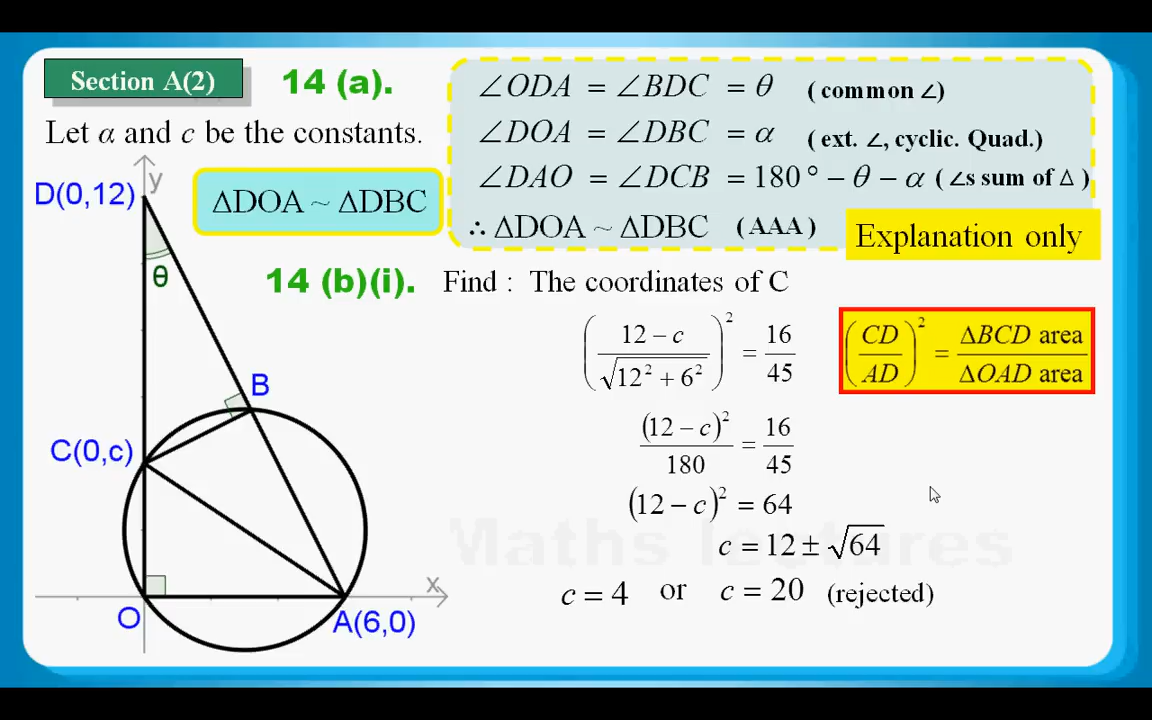 Section A(2)
14 (a).
Let α and c be the constants.
∠ODA = ∠BDC = θ (common ∠)
∠DOA = ∠DBC = α (ext. ∠, cyclic. Quad.)
∠DAO = ∠DCB = 180° − θ − α (∠s sum of Δ)
∴ ΔDOA ~ ΔDBC (AAA)
Explanation only
ΔDOA ~ ΔDBC
y
D(0,12)
θ
B
C(0,c)
x
O
A(6,0)
14 (b)(i). Find : The coordinates of C
((12 − c)/√(12² + 6²))² = 16/45
(CD/AD)² = ΔBCD area/ΔOAD area
(12 − c)²/180 = 16/45
(12 − c)² = 64
c = 12 ± √64
c = 4 or c = 20 (rejected)
Maths lectures